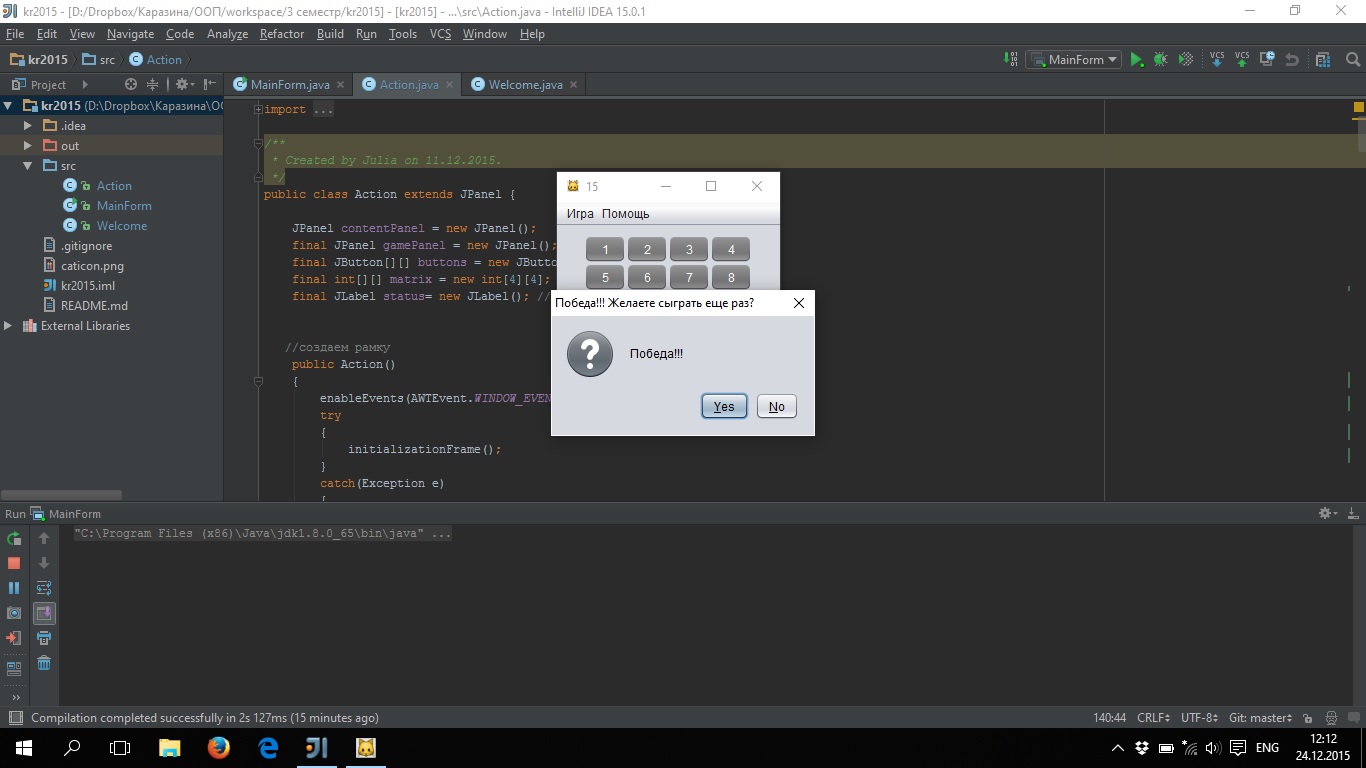 kr2015 - [D:/Dropbox/Каразина/ООП/workspace/3 семестр/kr2015] - [kr2015] - ...\src\Action.java - IntelliJ IDEA 15.0.1
File Edit View Navigate Code Analyze Refactor Build Run Tools VCS Window Help
kr2015 src Action
MainForm
VCS VCS
Project
MainForm.java Action.java Welcome.java
kr2015 (D:\Dropbox\Каразина\ОО
.idea
out
src
Action
MainForm
Welcome
.gitignore
caticon.png
kr2015.iml
README.md
External Libraries
import ...
/**
* Created by Julia on 11.12.2015.
*/
public class Action extends JPanel {
JPanel contentPanel = new JPanel();
final JPanel gamePanel = new JPanel();
final JButton[][] buttons = new JButto
final int[][] matrix = new int[4][4];
final JLabel status= new JLabel(); //
//создаем рамку
public Action()
{
enableEvents(AWTEvent.WINDOW_EVEN
try
{
initializationFrame();
}
catch(Exception e)
{
15
Игра Помощь
1 2 3 4
5 6 7 8
Победа!!! Желаете сыграть еще раз?
Победа!!!
Yes No
Run MainForm
"C:\Program Files (x86)\Java\jdk1.8.0_65\bin\java" ...
Compilation completed successfully in 2s 127ms (15 minutes ago)
140:44 CRLF UTF-8 Git: master
ENG
12:12
24.12.2015